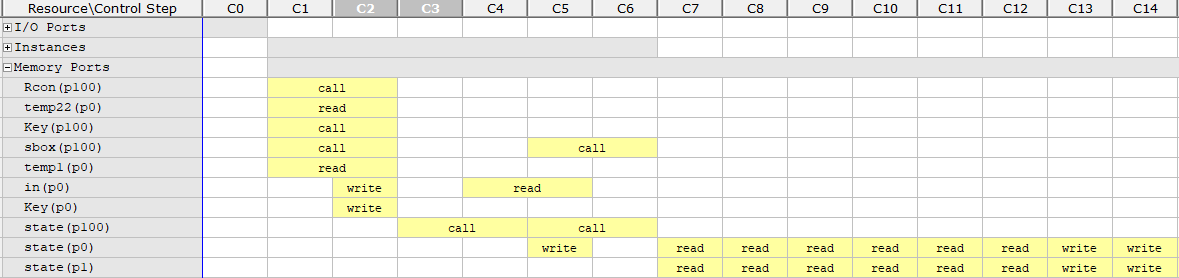 Resource\Control Step C0 C1 C2 C3 C4 C5 C6 C7 C8 C9 C10 C11 C12 C13 C14
I/O Ports
Instances
Memory Ports
Rcon(p100) call
temp22(p0) read
Key(p100) call
sbox(p100) call call
temp1(p0) read
in(p0) write read
Key(p0) write
state(p100) call call
state(p0) write read read read read read read write write
state(p1) read read read read read read write write